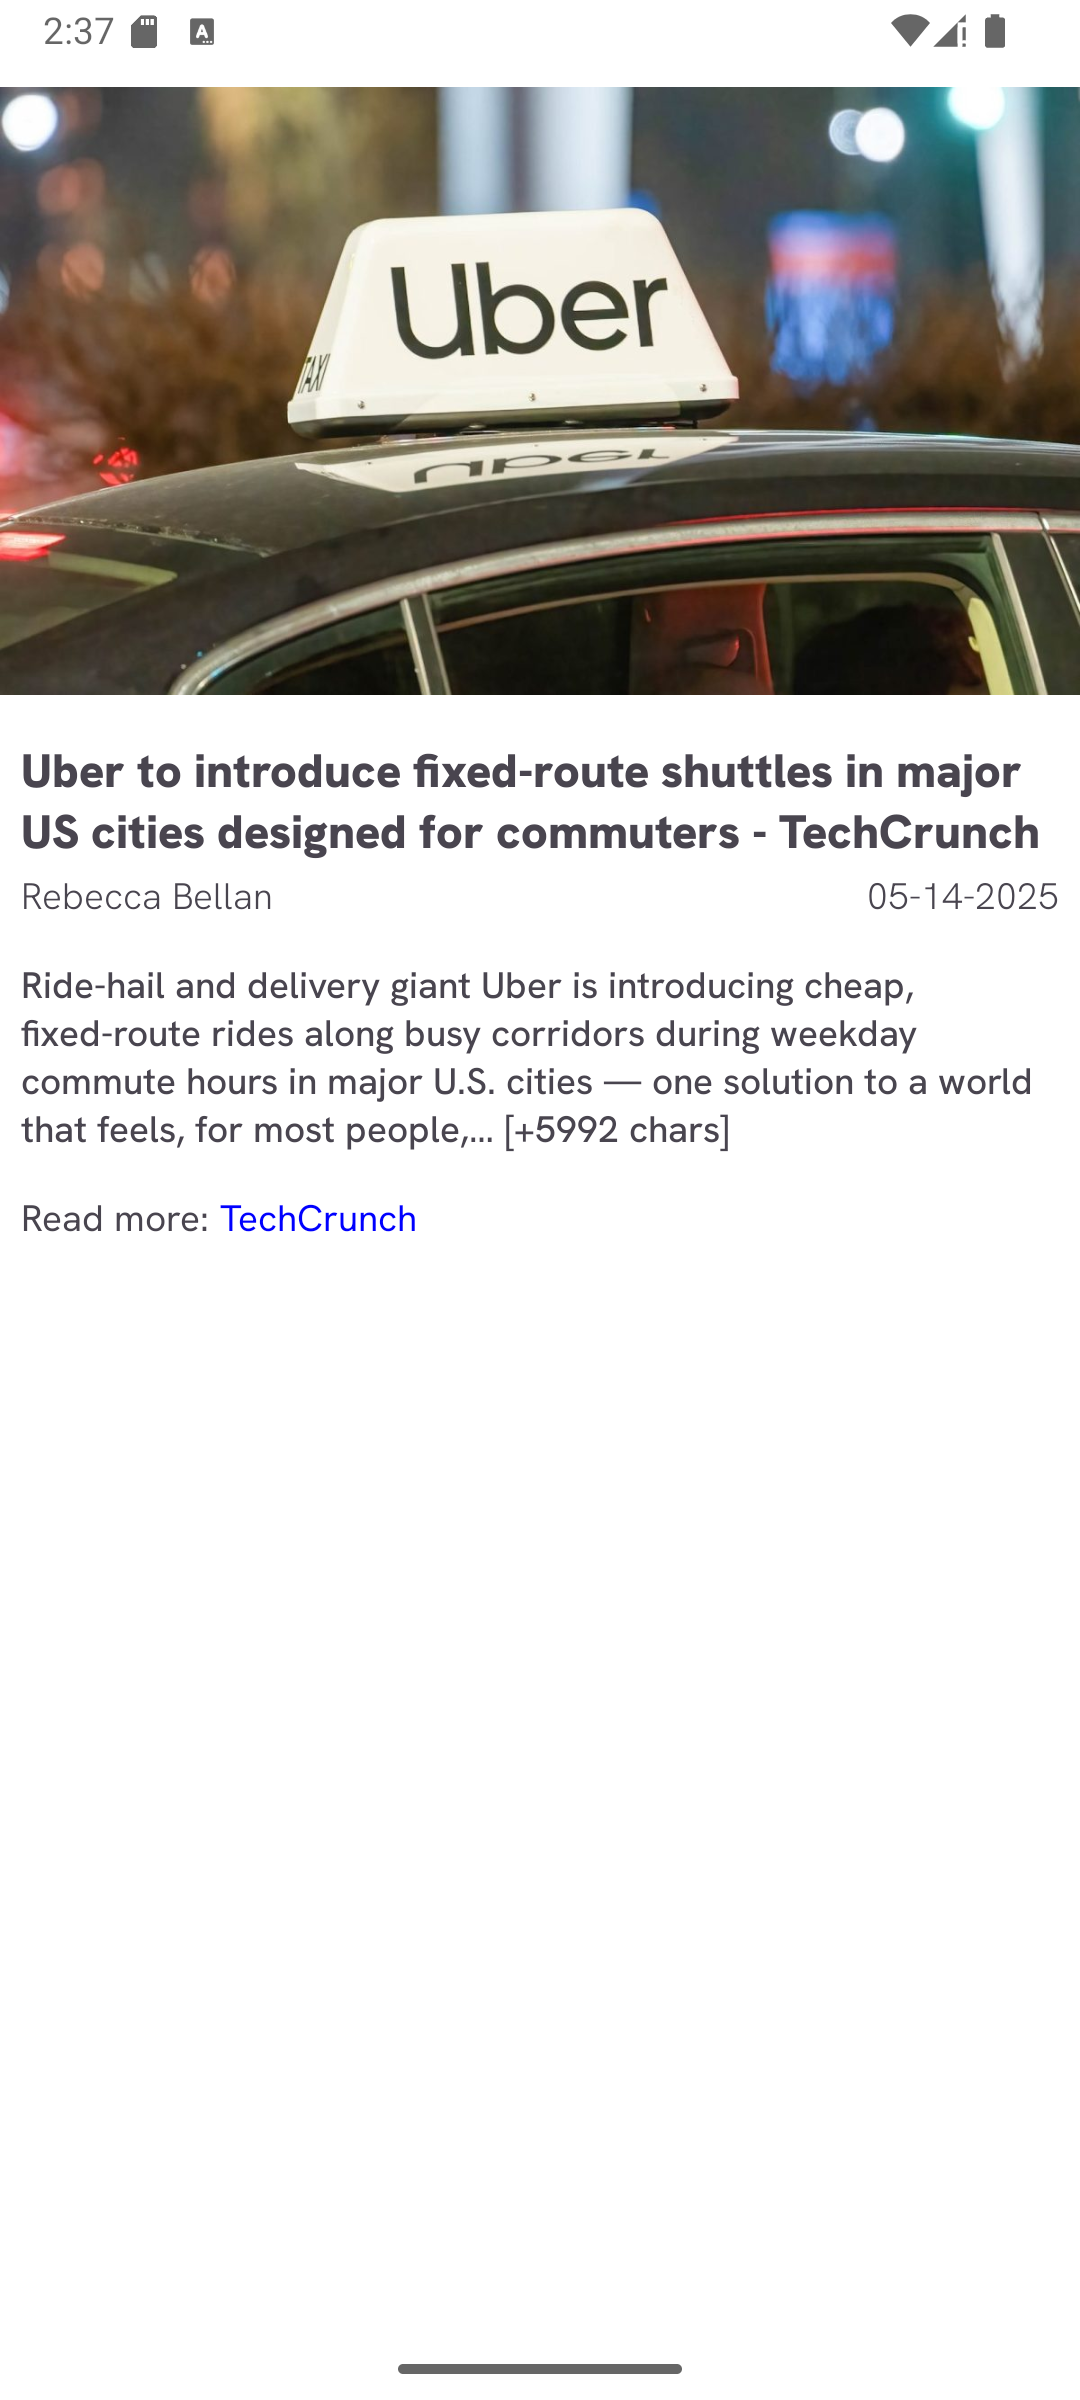 2:37
Uber
TAXI
Uber to introduce fixed-route shuttles in major
US cities designed for commuters - TechCrunch
Rebecca Bellan
05-14-2025
Ride-hail and delivery giant Uber is introducing cheap,
fixed-route rides along busy corridors during weekday
commute hours in major U.S. cities — one solution to a world
that feels, for most people,… [+5992 chars]
Read more: TechCrunch